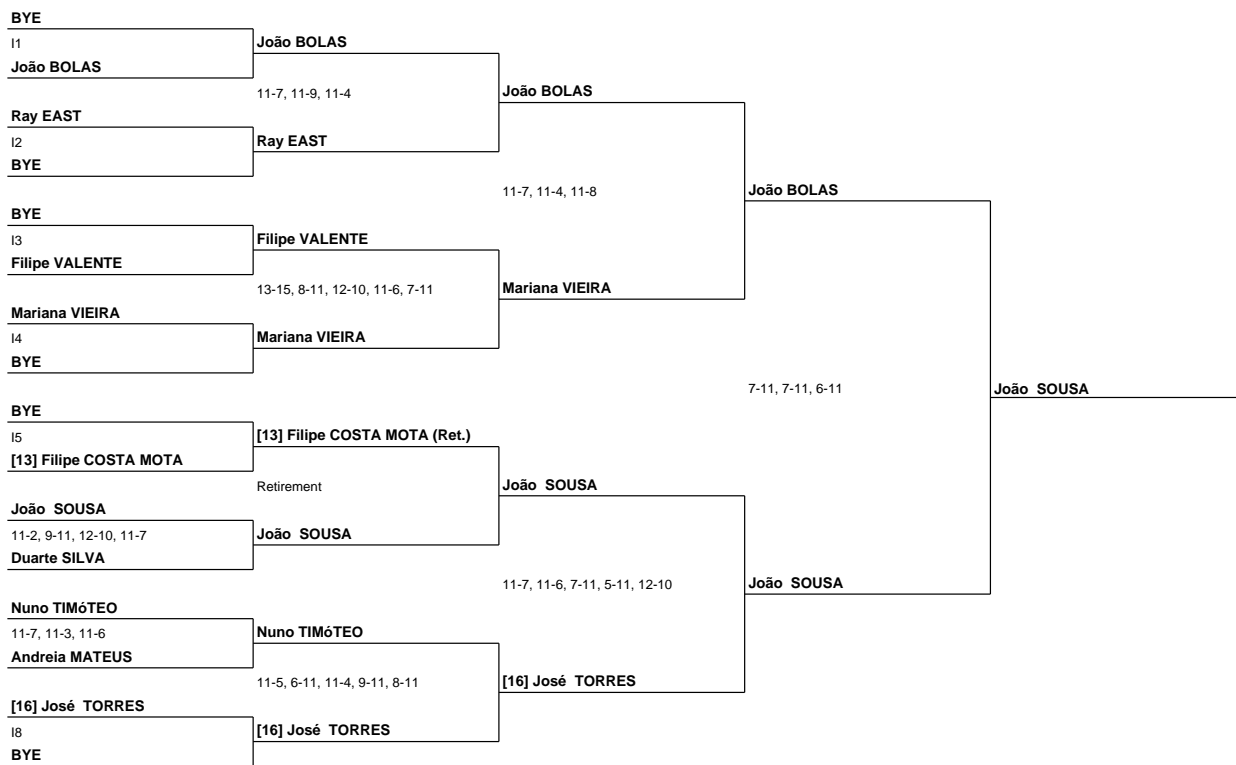 BYE
I1
João BOLAS
João BOLAS
11-7, 11-9, 11-4
João BOLAS
Ray EAST
I2
Ray EAST
BYE
11-7, 11-4, 11-8
João BOLAS
BYE
I3
Filipe VALENTE
Filipe VALENTE
13-15, 8-11, 12-10, 11-6, 7-11
Mariana VIEIRA
Mariana VIEIRA
I4
Mariana VIEIRA
BYE
7-11, 7-11, 6-11
João  SOUSA
BYE
I5
[13] Filipe COSTA MOTA (Ret.)
[13] Filipe COSTA MOTA
Retirement
João  SOUSA
João  SOUSA
11-2, 9-11, 12-10, 11-7
João  SOUSA
Duarte SILVA
11-7, 11-6, 7-11, 5-11, 12-10
João  SOUSA
Nuno TIMóTEO
11-7, 11-3, 11-6
Nuno TIMóTEO
Andreia MATEUS
11-5, 6-11, 11-4, 9-11, 8-11
[16] José  TORRES
[16] José  TORRES
I8
[16] José  TORRES
BYE